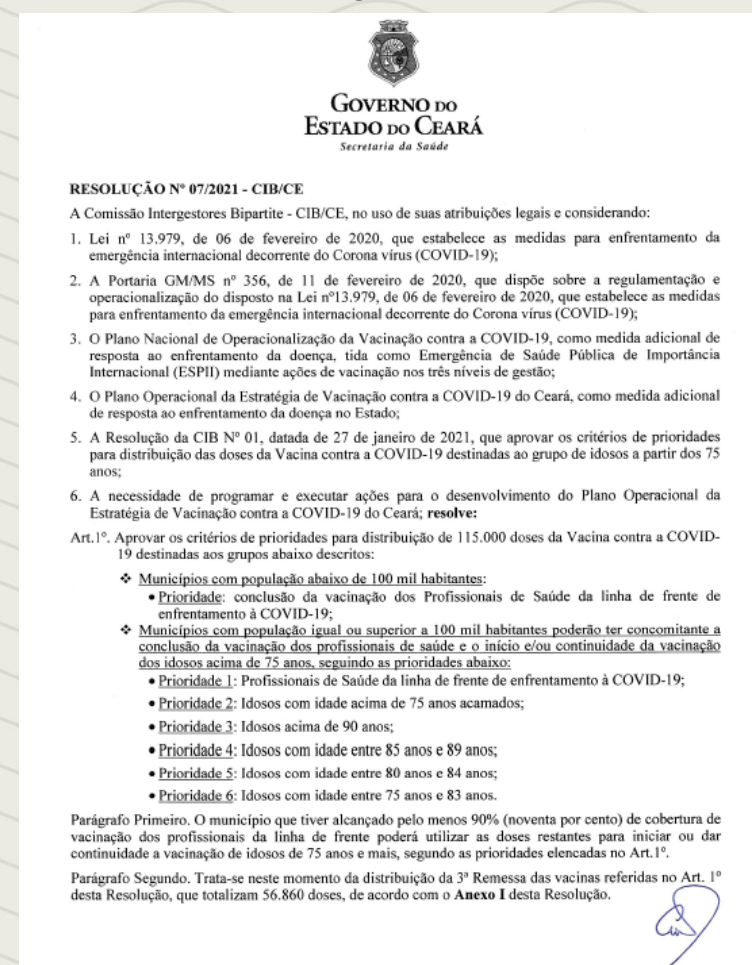 GOVERNO DO
ESTADO DO CEARÁ
Secretaria da Saúde
RESOLUÇÃO Nº 07/2021 - CIB/CE
A Comissão Intergestores Bipartite - CIB/CE, no uso de suas atribuições legais e considerando:
1. Lei nº 13.979, de 06 de fevereiro de 2020, que estabelece as medidas para enfrentamento da
emergência internacional decorrente do Corona vírus (COVID-19);
2. A Portaria GM/MS nº 356, de 11 de fevereiro de 2020, que dispõe sobre a regulamentação e
operacionalização do disposto na Lei nº13.979, de 06 de fevereiro de 2020, que estabelece as medidas
para enfrentamento da emergência internacional decorrente do Corona vírus (COVID-19);
3. O Plano Nacional de Operacionalização da Vacinação contra a COVID-19, como medida adicional de
resposta ao enfrentamento da doença, tida como Emergência de Saúde Pública de Importância
Internacional (ESPII) mediante ações de vacinação nos três níveis de gestão;
4. O Plano Operacional da Estratégia de Vacinação contra a COVID-19 do Ceará, como medida adicional
de resposta ao enfrentamento da doença no Estado;
5. A Resolução da CIB Nº 01, datada de 27 de janeiro de 2021, que aprovar os critérios de prioridades
para distribuição das doses da Vacina contra a COVID-19 destinadas ao grupo de idosos a partir dos 75
anos;
6. A necessidade de programar e executar ações para o desenvolvimento do Plano Operacional da
Estratégia de Vacinação contra a COVID-19 do Ceará; resolve:
Art.1º. Aprovar os critérios de prioridades para distribuição de 115.000 doses da Vacina contra a COVID-
19 destinadas aos grupos abaixo descritos:
❖ Municípios com população abaixo de 100 mil habitantes:
• Prioridade: conclusão da vacinação dos Profissionais de Saúde da linha de frente de
enfrentamento à COVID-19;
❖ Municípios com população igual ou superior a 100 mil habitantes poderão ter concomitante a
conclusão da vacinação dos profissionais de saúde e o início e/ou continuidade da vacinação
dos idosos acima de 75 anos, seguindo as prioridades abaixo:
• Prioridade 1: Profissionais de Saúde da linha de frente de enfrentamento à COVID-19;
• Prioridade 2: Idosos com idade acima de 75 anos acamados;
• Prioridade 3: Idosos acima de 90 anos;
• Prioridade 4: Idosos com idade entre 85 anos e 89 anos;
• Prioridade 5: Idosos com idade entre 80 anos e 84 anos;
• Prioridade 6: Idosos com idade entre 75 anos e 83 anos.
Parágrafo Primeiro. O município que tiver alcançado pelo menos 90% (noventa por cento) de cobertura de
vacinação dos profissionais da linha de frente poderá utilizar as doses restantes para iniciar ou dar
continuidade a vacinação de idosos de 75 anos e mais, segundo as prioridades elencadas no Art.1º.
Parágrafo Segundo. Trata-se neste momento da distribuição da 3ª Remessa das vacinas referidas no Art. 1º
desta Resolução, que totalizam 56.860 doses, de acordo com o Anexo I desta Resolução.